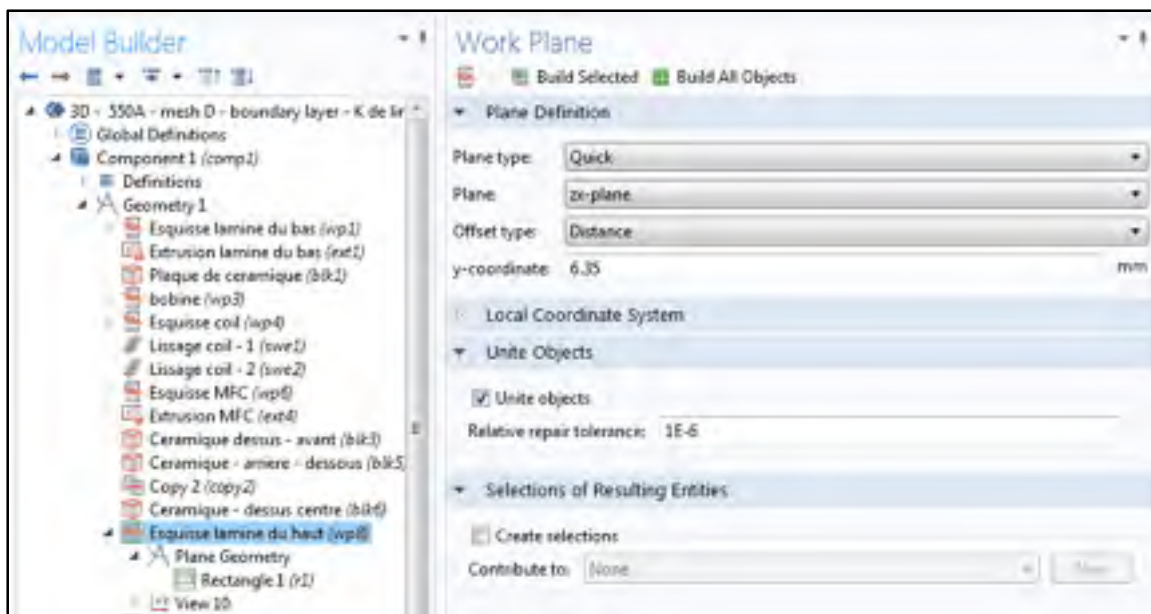 Model Builder
3D - 550A - mesh D - boundary layer - K de lir
Global Definitions
Component 1 (comp1)
Definitions
Geometry 1
Esquisse lamine du bas (wp1)
Extrusion lamine du bas (ext1)
Plaque de ceramique (blk1)
bobine (wp3)
Esquisse coil (wp4)
Lissage coil - 1 (swe1)
Lissage coil - 2 (swe2)
Esquisse MFC (wp6)
Extrusion MFC (ext4)
Ceramique dessus - avant (blk3)
Ceramique - arriere - dessous (blk5)
Copy 2 (copy2)
Ceramique - dessus centre (blk6)
Esquisse lamine du haut (wp8)
Plane Geometry
Rectangle 1 (r1)
View 10
Work Plane
Build Selected Build All Objects
Plane Definition
Plane type: Quick
Plane: zx-plane
Offset type: Distance
y-coordinate: 6.35 mm
Local Coordinate System
Unite Objects
Unite objects
Relative repair tolerance: 1E-6
Selections of Resulting Entities
Create selections
Contribute to: None New